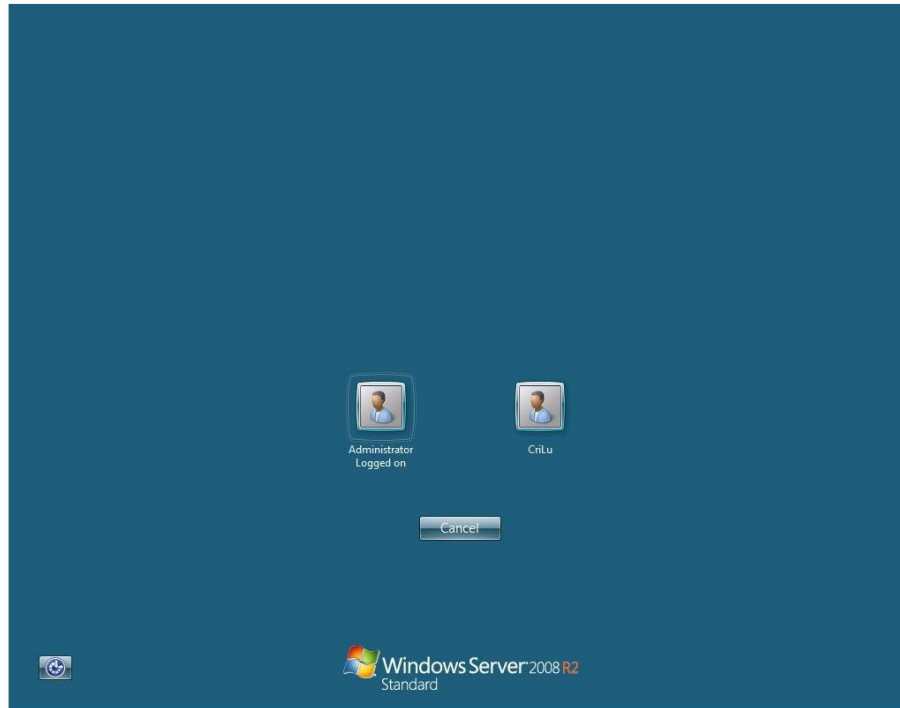 Administrator
Logged on
CriLu
Cancel
Windows Server 2008 R2
Standard